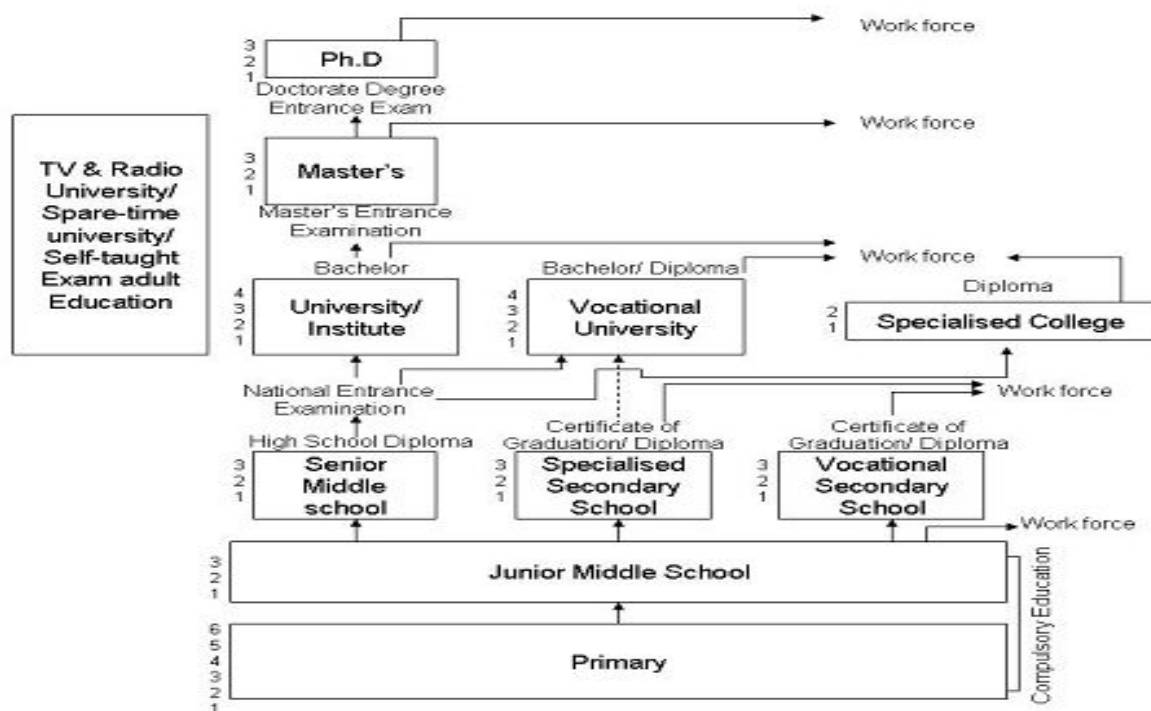 Work force
3
2
1
Ph.D
Doctorate Degree
Entrance Exam
Work force
3
2
1
Master's
Master's Entrance
Examination
TV & Radio
University/
Spare-time
university/
Self-taught
Exam adult
Education
Bachelor
4
3
2
1
University/
Institute
Bachelor/ Diploma
4
3
2
1
Vocational
University
Work force
Diploma
2
1
Specialised College
National Entrance
Examination
Work force
High School Diploma
3
2
1
Senior
Middle
school
Certificate of
Graduation/ Diploma
3
2
1
Specialised
Secondary
School
Certificate of
Graduation/ Diploma
3
2
1
Vocational
Secondary
School
Work force
3
2
1
Junior Middle School
6
5
4
3
2
1
Primary
Compulsory Education